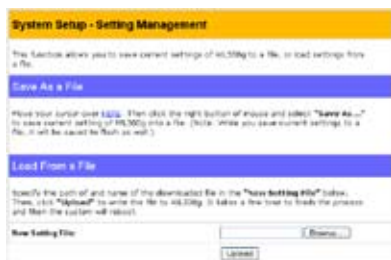 System Setup - Setting Management
This function allows you to save current settings of to a file, or load settings from
a file.
Save As a File
Move your cursor over HERE. Then click the right button of mouse and select "Save As..."
to save current setting of into a file. (Note: While you save current settings to a
file, it will be saved to flash as well.)
Load From a File
Specify the path of and name of the downloaded file in the "New Setting File" below.
Then, click "Upload" to write the file to It takes a few time to finish the process
and then the system will reboot.
New Setting File: Browse...
Upload